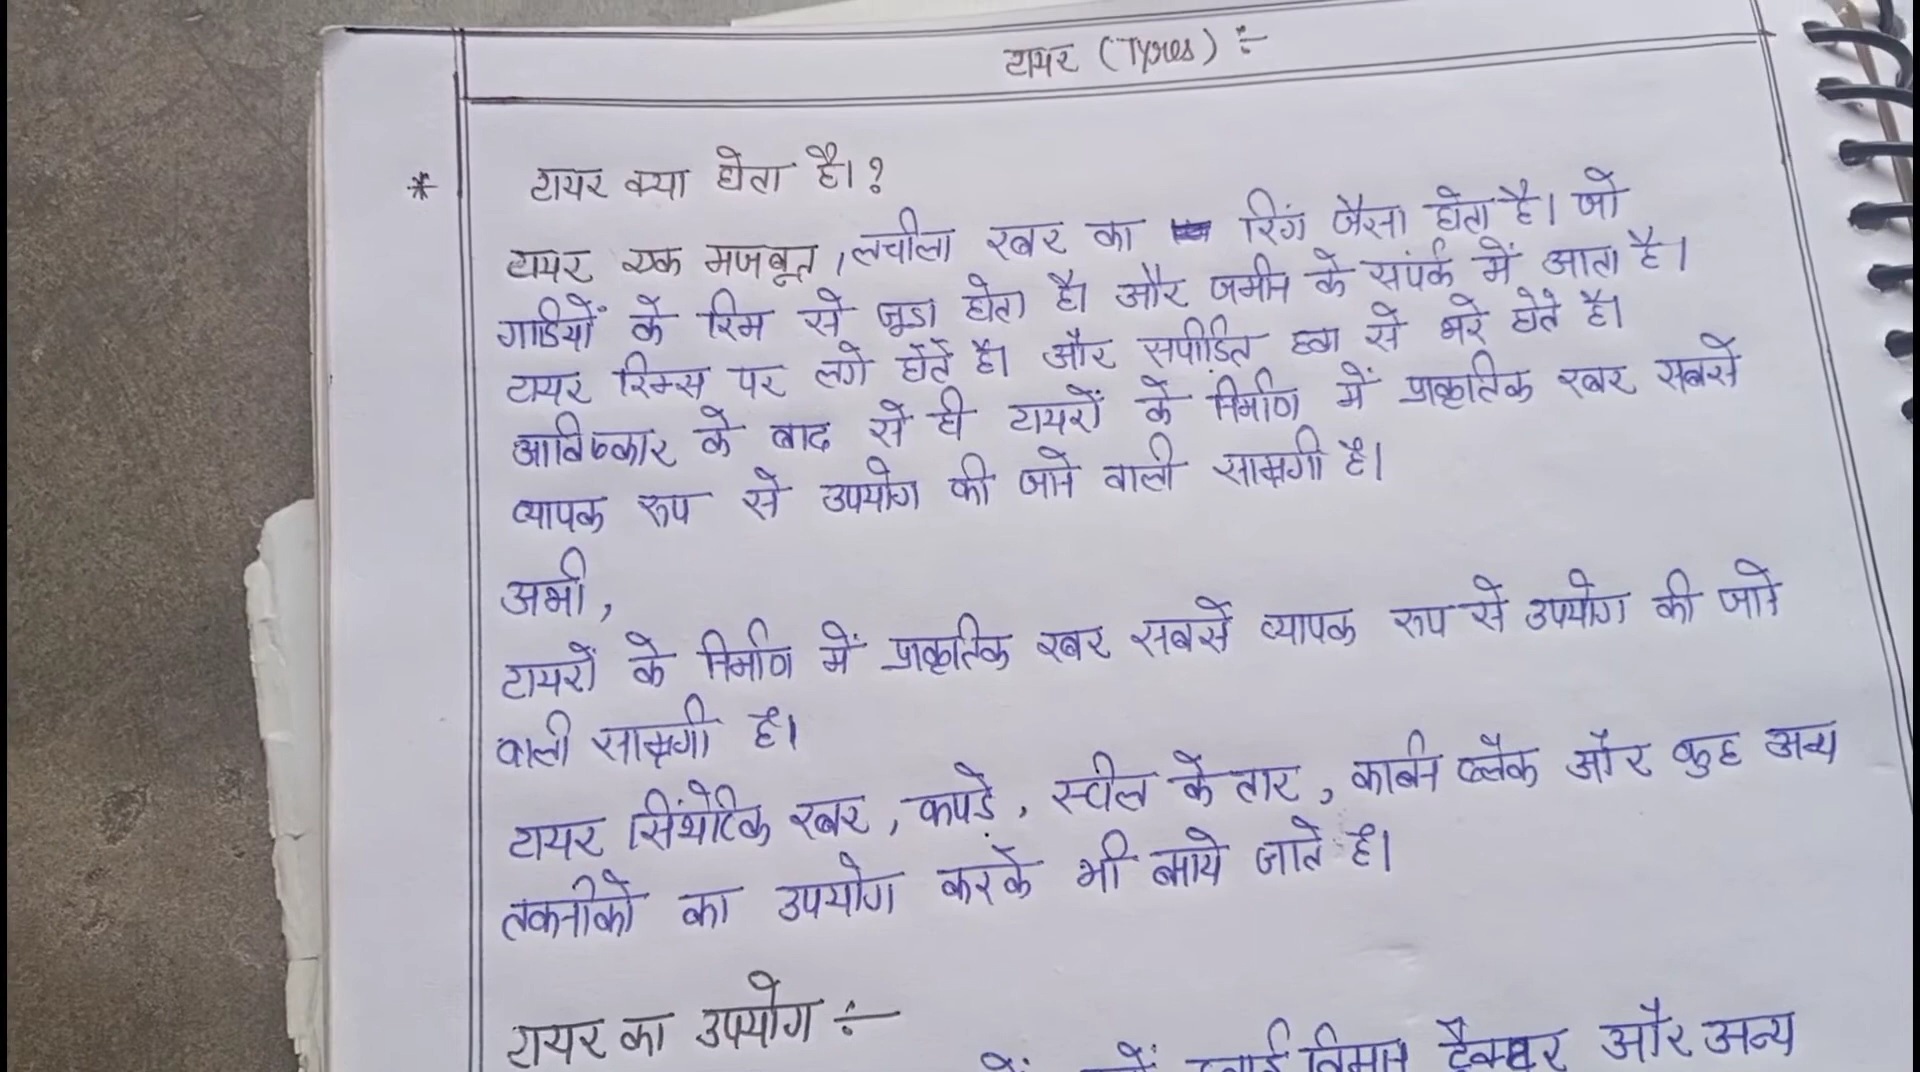 टायर (Tyres) :-
* टायर क्या होता है।?
टायर एक मजबूत, लचीला रबर का रिंग जैसा होता है। जो
गाडियों के रिम से जुडा होता है। और जमीन के संपर्क में आता है।
टायर रिम्स पर लगे होते है। और संपीड़ित हवा से भरे होते है।
आविष्कार के बाद से ही टायरों के निर्माण में प्राकृतिक रबर सबसे
व्यापक रूप से उपयोग की जाने वाली सामग्री है।
अभी,
टायरों के निर्माण में प्राकृतिक रबर सबसे व्यापक रूप से उपयोग की जाने
वाली सामग्री है।
टायर सिंथेटिक रबर, कपड़े, स्टील के तार, कार्बन ब्लैक और कुछ अन्य
तकनीको का उपयोग करके भी बनाये जाते है।
टायर का उपयोग :-
विमान ट्रैक्टर और अन्य